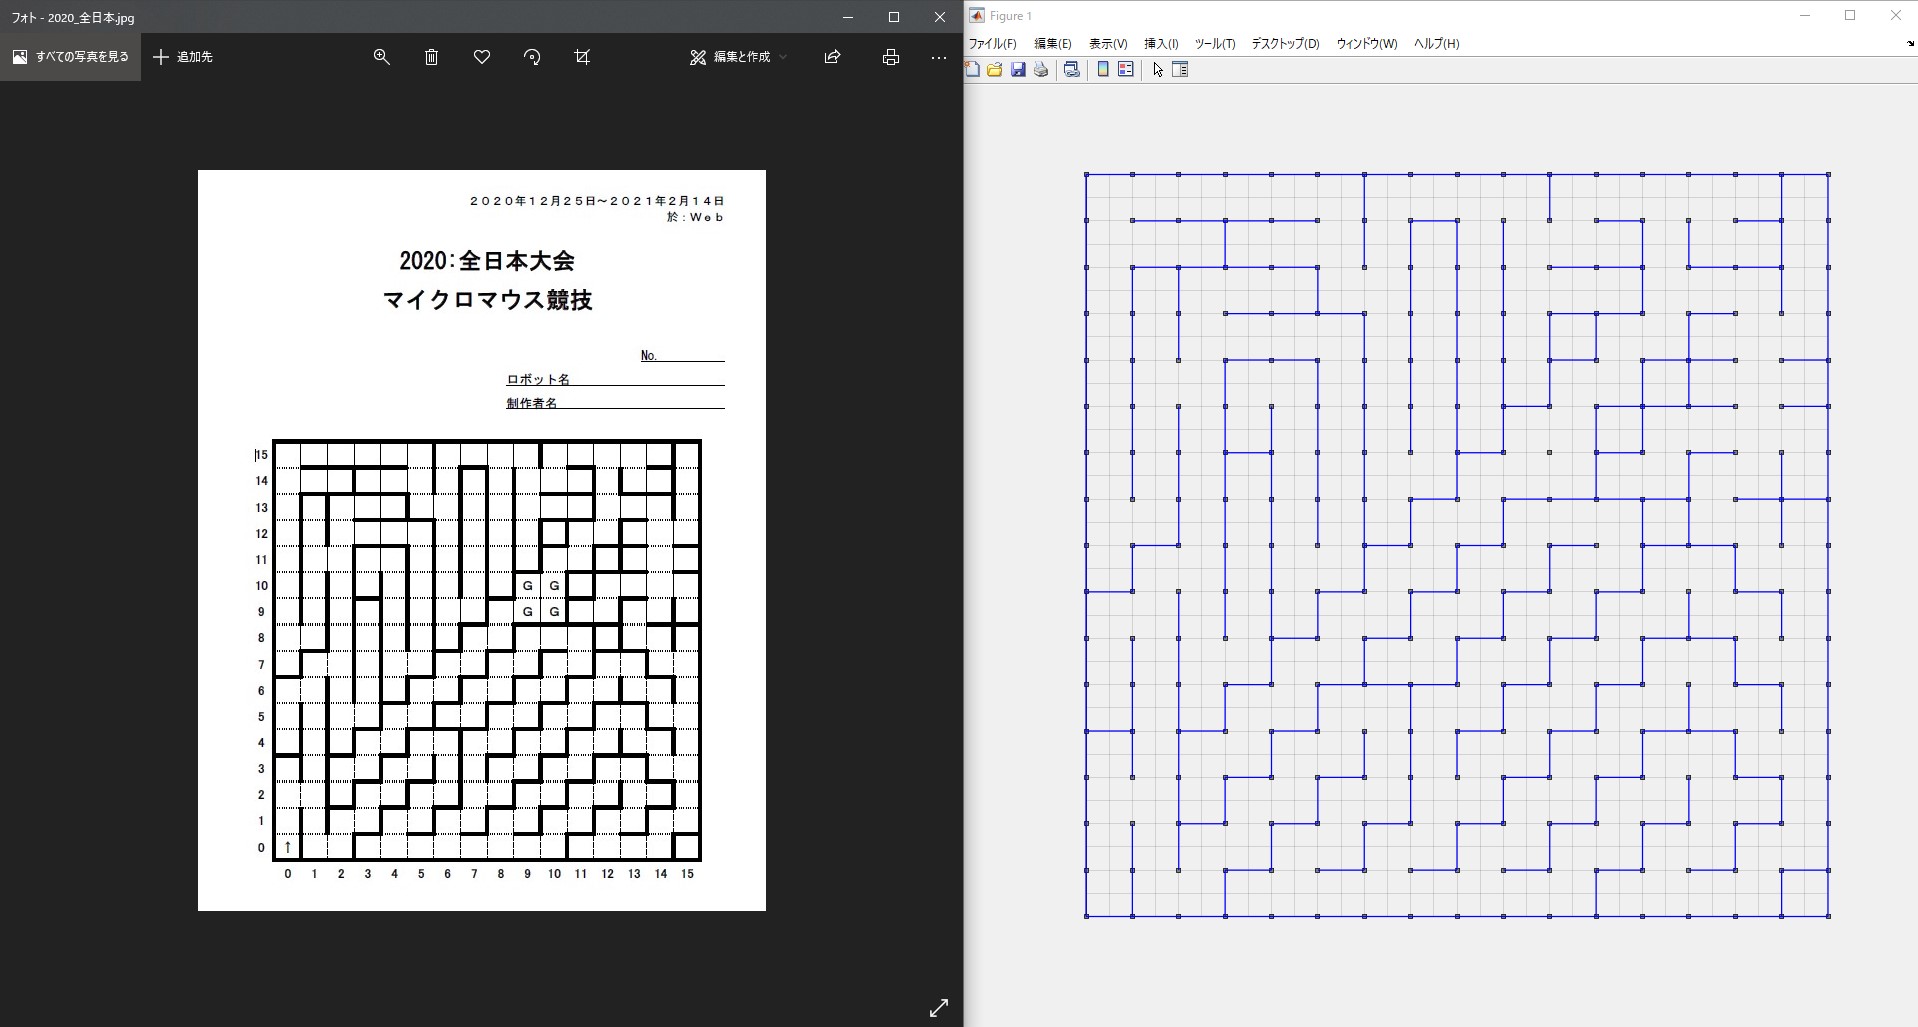 フォト - 2020_全日本.jpg
すべての写真を見る
追加先
編集と作成
2020年12月25日～2021年2月14日
於：Ｗｅｂ
2020：全日本大会
マイクロマウス競技
No.
ロボット名
制作者名
15
14
13
12
11
10 G G
9 G G
8
7
6
5
4
3
2
1
0 ↑
0 1 2 3 4 5 6 7 8 9 10 11 12 13 14 15
Figure 1
ファイル(F) 編集(E) 表示(V) 挿入(I) ツール(T) デスクトップ(D) ウィンドウ(W) ヘルプ(H)